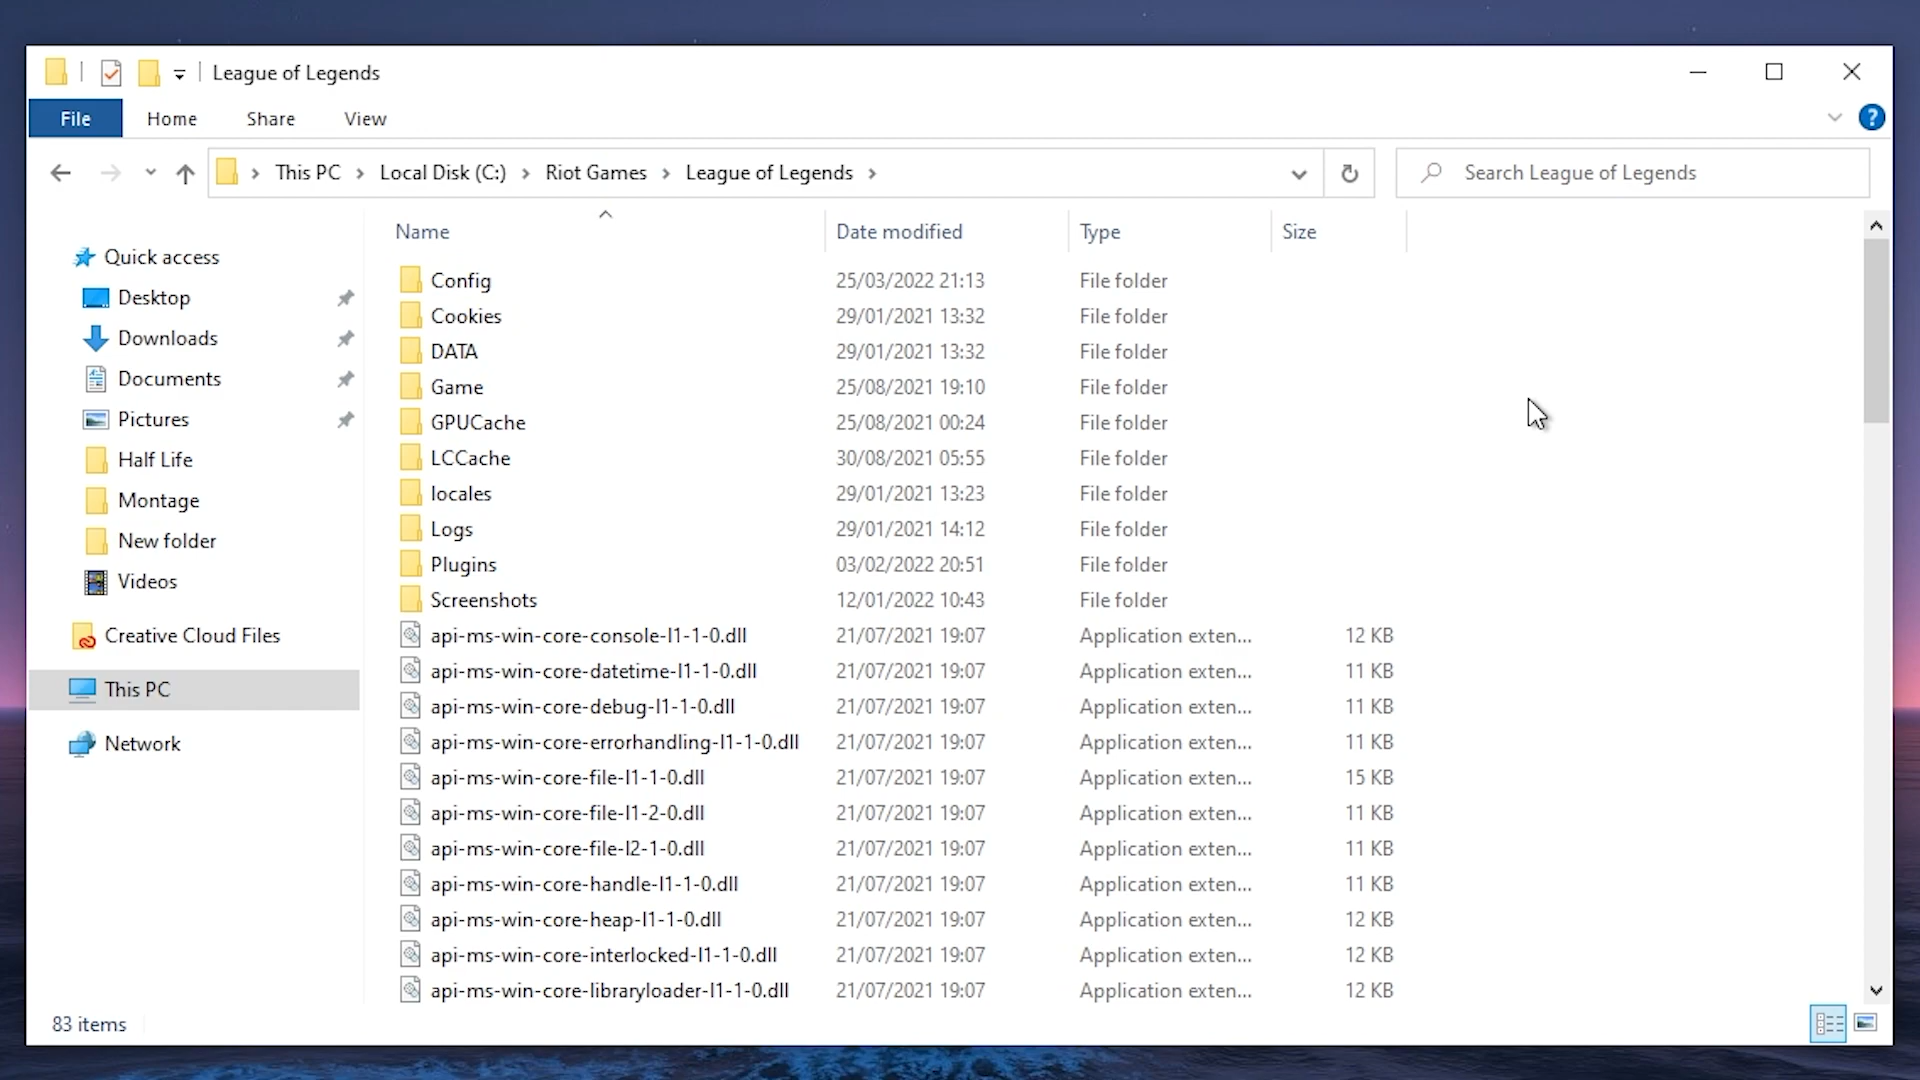 League of Legends
File Home Share View
This PC Local Disk (C:) Riot Games League of Legends Search League of Legends
Name Date modified Type Size
Quick access
Desktop
Downloads
Documents
Pictures
Half Life
Montage
New folder
Videos
Creative Cloud Files
This PC
Network
Config 25/03/2022 21:13 File folder
Cookies 29/01/2021 13:32 File folder
DATA 29/01/2021 13:32 File folder
Game 25/08/2021 19:10 File folder
GPUCache 25/08/2021 00:24 File folder
LCCache 30/08/2021 05:55 File folder
locales 29/01/2021 13:23 File folder
Logs 29/01/2021 14:12 File folder
Plugins 03/02/2022 20:51 File folder
Screenshots 12/01/2022 10:43 File folder
api-ms-win-core-console-l1-1-0.dll 21/07/2021 19:07 Application exten... 12 KB
api-ms-win-core-datetime-l1-1-0.dll 21/07/2021 19:07 Application exten... 11 KB
api-ms-win-core-debug-l1-1-0.dll 21/07/2021 19:07 Application exten... 11 KB
api-ms-win-core-errorhandling-l1-1-0.dll 21/07/2021 19:07 Application exten... 11 KB
api-ms-win-core-file-l1-1-0.dll 21/07/2021 19:07 Application exten... 15 KB
api-ms-win-core-file-l1-2-0.dll 21/07/2021 19:07 Application exten... 11 KB
api-ms-win-core-file-l2-1-0.dll 21/07/2021 19:07 Application exten... 11 KB
api-ms-win-core-handle-l1-1-0.dll 21/07/2021 19:07 Application exten... 11 KB
api-ms-win-core-heap-l1-1-0.dll 21/07/2021 19:07 Application exten... 12 KB
api-ms-win-core-interlocked-l1-1-0.dll 21/07/2021 19:07 Application exten... 12 KB
api-ms-win-core-libraryloader-l1-1-0.dll 21/07/2021 19:07 Application exten... 12 KB
83 items